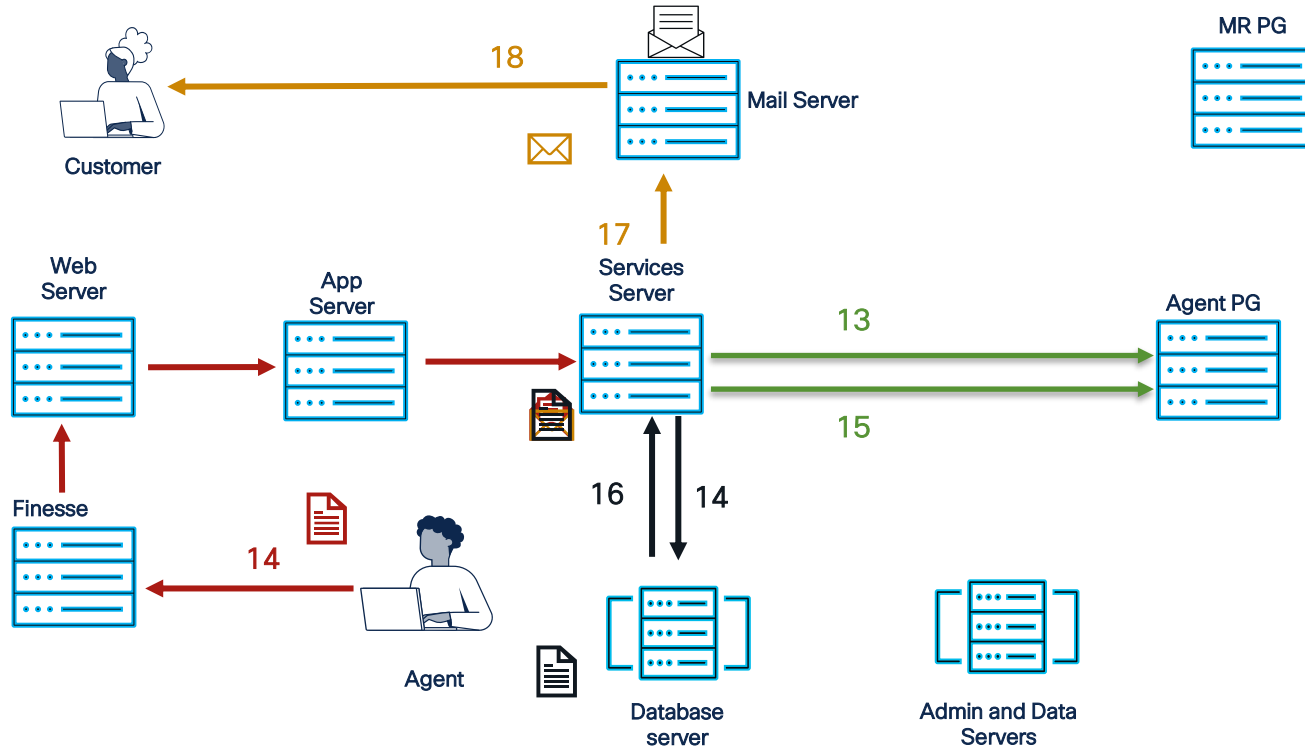 MR PG
18
Mail Server
Customer
17
Web
Server
App
Server
Services
Server
13
Agent PG
15
Finesse
14
16
14
Agent
Database
server
Admin and Data
Servers